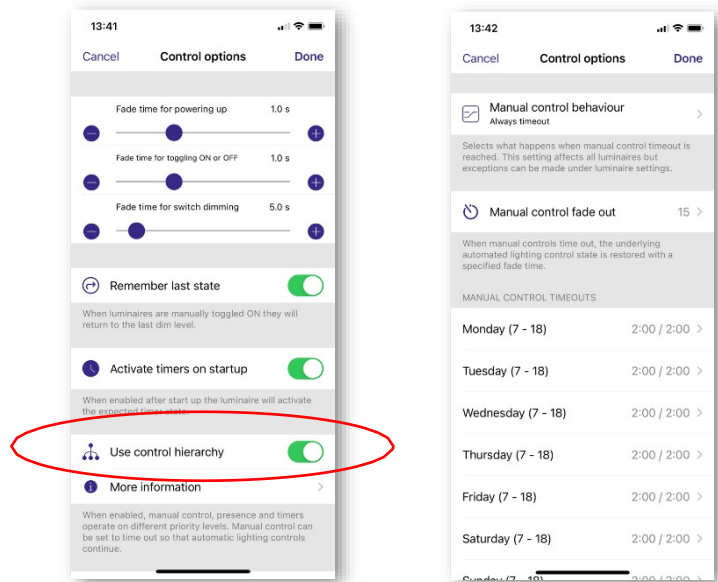 13:41
Cancel Control options Done
Fade time for powering up 1.0 s
Fade time for toggling ON or OFF 1.0 s
Fade time for switch dimming 5.0 s
Remember last state
When luminaires are manually toggled ON they will
return to the last dim level.
Activate timers on startup
When enabled after start up the luminaire will activate
the expected timer state.
Use control hierarchy
More information
When enabled, manual control, presence and timers
operate on different priority levels. Manual control can
be set to time out so that automatic lighting controls
continue.
13:42
Cancel Control options Done
Manual control behaviour
Always timeout
Selects what happens when manual control timeout is
reached. This setting affects all luminaires but
exceptions can be made under luminaire settings.
Manual control fade out 15
When manual controls time out, the underlying
automated lighting control state is restored with a
specified fade time.
MANUAL CONTROL TIMEOUTS
Monday (7 - 18) 2:00 / 2:00
Tuesday (7 - 18) 2:00 / 2:00
Wednesday (7 - 18) 2:00 / 2:00
Thursday (7 - 18) 2:00 / 2:00
Friday (7 - 18) 2:00 / 2:00
Saturday (7 - 18) 2:00 / 2:00
Sunday (7 - 18) 2:00 / 2:00